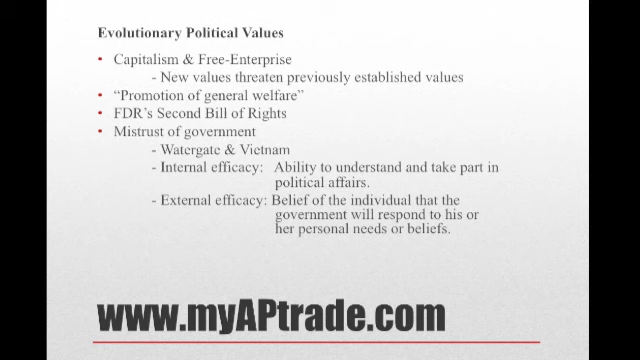 Evolutionary Political Values
• Capitalism & Free-Enterprise
- New values threaten previously established values
• “Promotion of general welfare”
• FDR’s Second Bill of Rights
• Mistrust of government
- Watergate & Vietnam
- Internal efficacy: Ability to understand and take part in
political affairs.
- External efficacy: Belief of the individual that the
government will respond to his or
her personal needs or beliefs.
www.myAPtrade.com